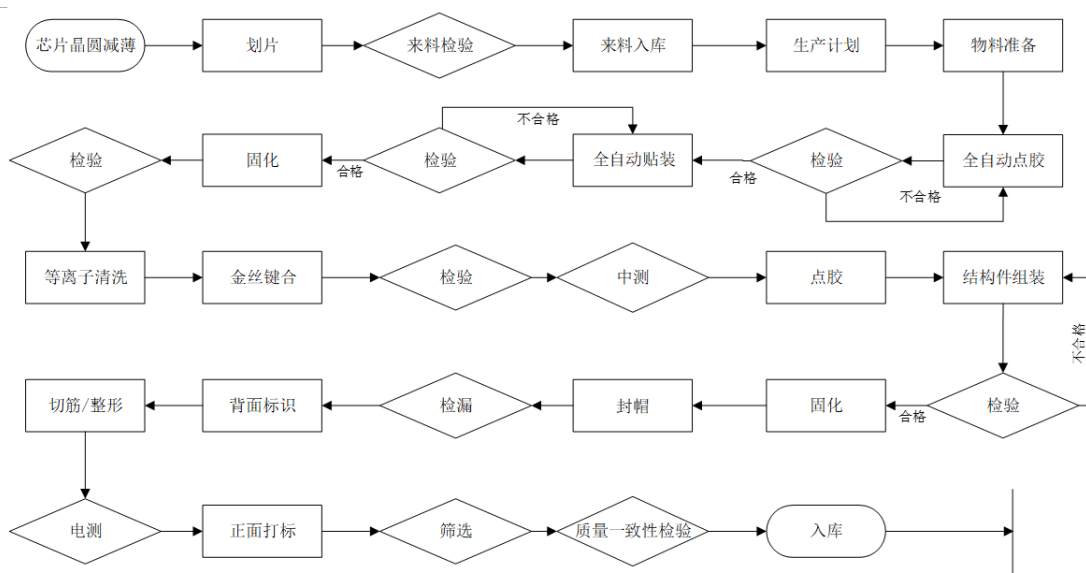 芯片晶圆减薄
划片
来料检验
来料入库
生产计划
物料准备
不合格
检验
固化
合格
检验
全自动贴装
合格
检验
不合格
全自动点胶
等离子清洗
金丝键合
检验
中测
点胶
结构件组装
不合格
切筋/整形
背面标识
检漏
封帽
固化
合格
检验
电测
正面打标
筛选
质量一致性检验
入库